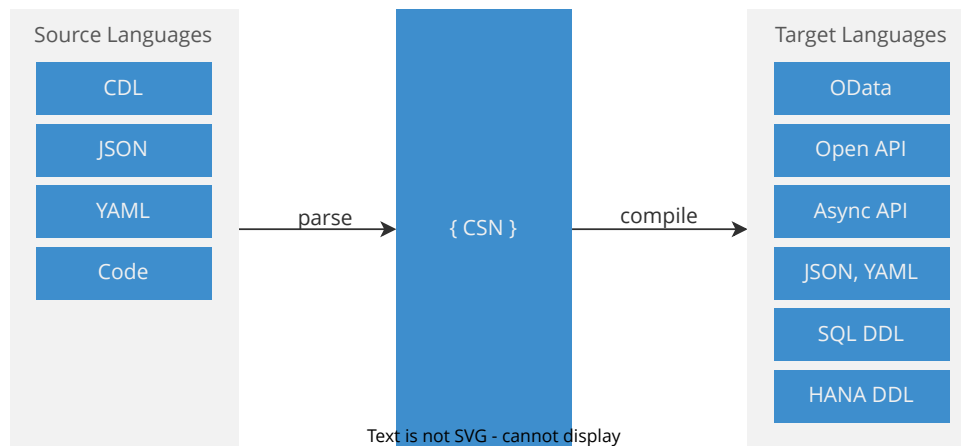 Source Languages
CDL
JSON
YAML
Code
parse
{ CSN }
compile
Target Languages
OData
Open API
Async API
JSON, YAML
SQL DDL
HANA DDL
Text is not SVG - cannot display